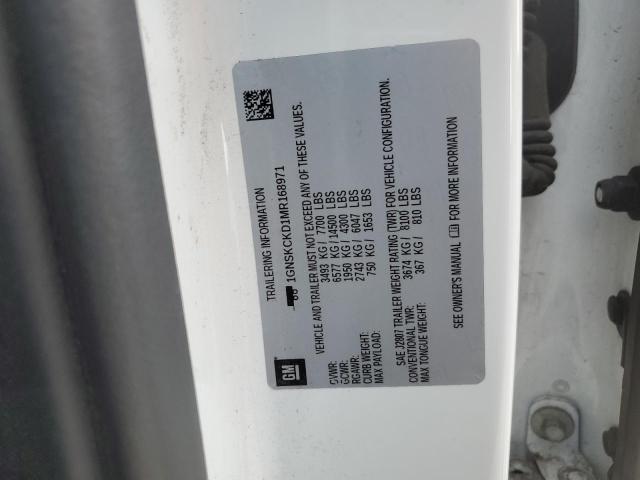 TRAILERING INFORMATION
1GNSKCKD1MR168971
VEHICLE AND TRAILER MUST NOT EXCEED ANY OF THESE VALUES.
GVWR: 3493 KG / 7700 LBS
GCWR: 6577 KG / 14500 LBS
RGAWR: 1950 KG / 4300 LBS
CURB WEIGHT: 2743 KG / 6047 LBS
MAX PAYLOAD: 750 KG / 1653 LBS
SAE J2807 TRAILER WEIGHT RATING (TWR) FOR VEHICLE CONFIGURATION.
CONVENTIONAL TWR: 3674 KG / 8100 LBS
MAX TONGUE WEIGHT: 367 KG / 810 LBS
SEE OWNER'S MANUAL FOR MORE INFORMATION
GM